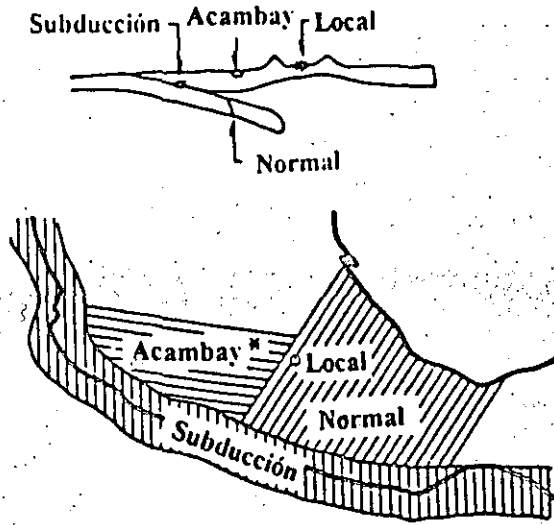 Subducción Acambay Local
Normal
Acambay
Local
Normal
Subducción